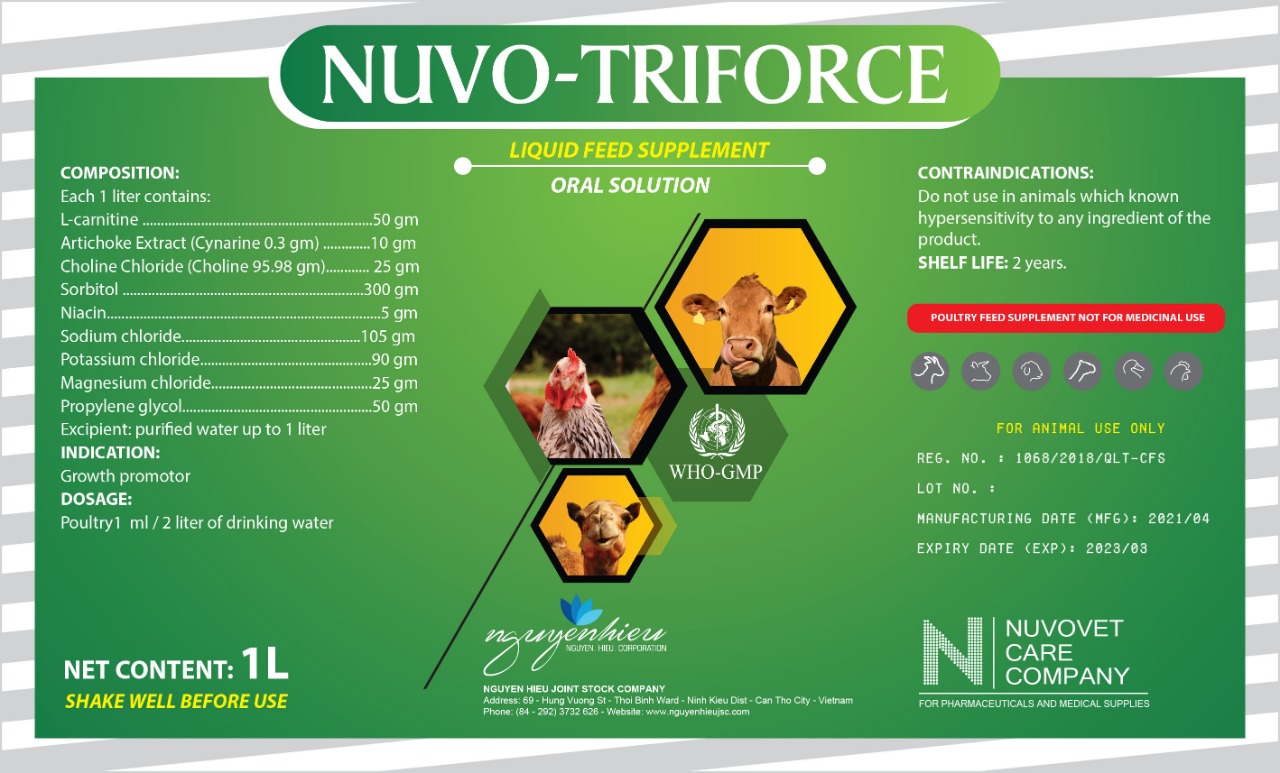 NUVO-TRIFORCE
LIQUID FEED SUPPLEMENT
ORAL SOLUTION
COMPOSITION:
Each 1 liter contains:
L-carnitine ....................................................50 gm
Artichoke Extract (Cynarine 0.3 gm) ............10 gm
Choline Chloride (Choline 95.98 gm)........... 25 gm
Sorbitol .......................................................300 gm
Niacin...............................................................5 gm
Sodium chloride.........................................105 gm
Potassium chloride.......................................90 gm
Magnesium chloride.....................................25 gm
Propylene glycol...........................................50 gm
Excipient: purified water up to 1 liter
INDICATION:
Growth promotor
DOSAGE:
Poultry1 ml / 2 liter of drinking water
NET CONTENT: 1L
SHAKE WELL BEFORE USE
WHO-GMP
nguyenhieu
NGUYEN. HIEU. CORPORATION
NGUYEN HIEU JOINT STOCK COMPANY
Address: 69 - Hung Vuong St - Thoi Binh Ward - Ninh Kieu Dist - Can Tho City - Vietnam
Phone: (84 - 292) 3732 626 - Website: www.nguyenhieujsc.com
CONTRAINDICATIONS:
Do not use in animals which known
hypersensitivity to any ingredient of the
product.
SHELF LIFE: 2 years.
POULTRY FEED SUPPLEMENT NOT FOR MEDICINAL USE
FOR ANIMAL USE ONLY
REG. NO. : 1068/2018/QLT-CFS
LOT NO. :
MANUFACTURING DATE (MFG): 2021/04
EXPIRY DATE (EXP): 2023/03
N
NUVOVET
CARE
COMPANY
FOR PHARMACEUTICALS AND MEDICAL SUPPLIES